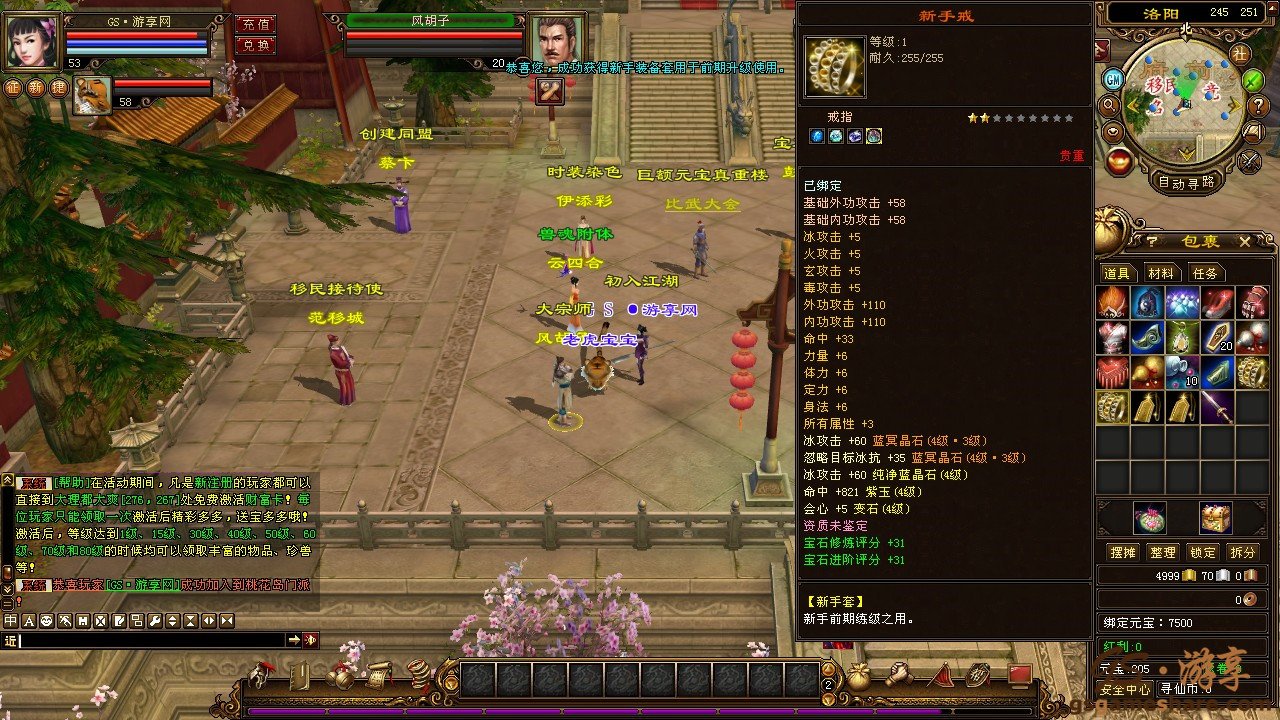 GS·游享网
53
58
征 新 捷
充值
兑换
风胡子
20
恭喜您，成功获得新手装备套用于前期升级使用。
创建同盟
蔡卞
时装染色
伊添彩
巨颉元宝真重楼
比武大会
兽魂附体
云四合
初入江湖
大宗师
S
游享网
老虎宝宝
移民接待使
范移城
新手戒
等级:1
耐久:255/255
戒指
贵重
已绑定
基础外功攻击 +58
基础内功攻击 +58
冰攻击 +5
火攻击 +5
玄攻击 +5
毒攻击 +5
外功攻击 +110
内功攻击 +110
命中 +33
力量 +6
体力 +6
定力 +6
身法 +6
所有属性 +3
冰攻击 +60 蓝冥晶石(4级·3级)
忽略目标冰抗 +35 蓝冥晶石(4级·3级)
冰攻击 +60 纯净蓝晶石(4级)
命中 +821 紫玉(4级)
会心 +5 变石(4级)
资质未鉴定
宝石修炼评分 +31
宝石进阶评分 +31
【新手套】
新手前期练级之用。
洛阳 245 251
北
GM
社
移民
自动寻路
? 包裹 X
道具 材料 任务
20
10
摆摊 整理 锁定 拆分
4999 70 0
0
绑定元宝:7500
红利:0
元宝:205
安全中心 寻仙币:0
[帮助]在活动期间，凡是新注册的玩家都可以
直接到大理都大爽[276，267]处免费激活财富卡！每
位玩家只能领取一次激活后精彩多多，送宝多多哦！
激活后，等级达到1级、15级、30级、40级、50级、60
级、70级和80级的时候均可以领取丰富的物品、珍兽
等！
恭喜玩家[GS·游享网]成功加入到桃花岛门派
！
近
2
游享